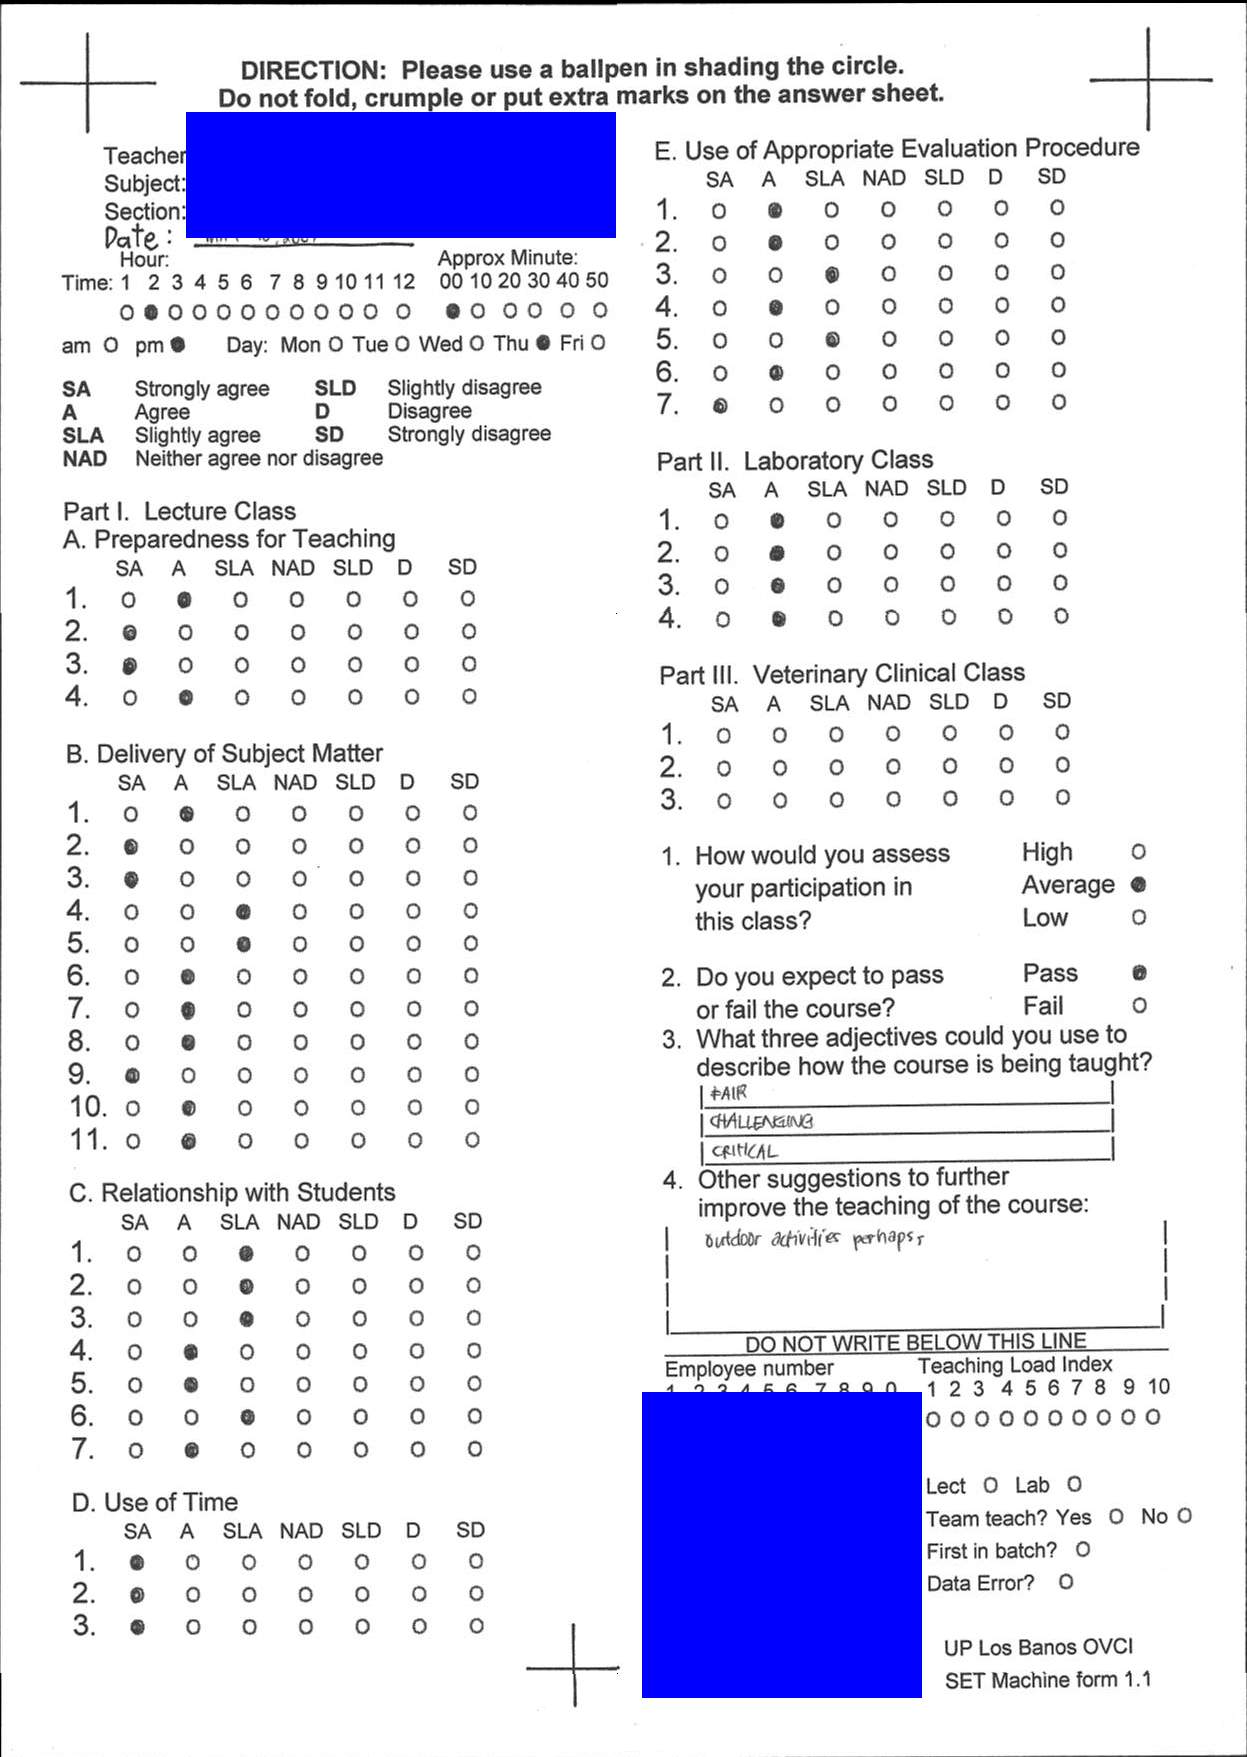 DIRECTION: Please use a ballpen in shading the circle.
Do not fold, crumple or put extra marks on the answer sheet.
Teacher
Subject:
Section:
Date:
Hour: Approx Minute:
Time: 1 2 3 4 5 6 7 8 9 10 11 12 00 10 20 30 40 50
am pm Day: Mon Tue Wed Thu Fri
SA Strongly agree SLD Slightly disagree
A Agree D Disagree
SLA Slightly agree SD Strongly disagree
NAD Neither agree nor disagree
Part I. Lecture Class
A. Preparedness for Teaching
SA A SLA NAD SLD D SD
1.
2.
3.
4.
B. Delivery of Subject Matter
SA A SLA NAD SLD D SD
1.
2.
3.
4.
5.
6.
7.
8.
9.
10.
11.
C. Relationship with Students
SA A SLA NAD SLD D SD
1.
2.
3.
4.
5.
6.
7.
D. Use of Time
SA A SLA NAD SLD D SD
1.
2.
3.
E. Use of Appropriate Evaluation Procedure
SA A SLA NAD SLD D SD
1.
2.
3.
4.
5.
6.
7.
Part II. Laboratory Class
SA A SLA NAD SLD D SD
1.
2.
3.
4.
Part III. Veterinary Clinical Class
SA A SLA NAD SLD D SD
1.
2.
3.
1. How would you assess High
your participation in Average
this class? Low
2. Do you expect to pass Pass
or fail the course? Fail
3. What three adjectives could you use to
describe how the course is being taught?
FAIR
CHALLENGING
CRITICAL
4. Other suggestions to further
improve the teaching of the course:
outdoor activities perhaps,
DO NOT WRITE BELOW THIS LINE
Employee number Teaching Load Index
1 2 3 4 5 6 7 8 9 0 1 2 3 4 5 6 7 8 9 10
Lect Lab
Team teach? Yes No
First in batch?
Data Error?
UP Los Banos OVCI
SET Machine form 1.1